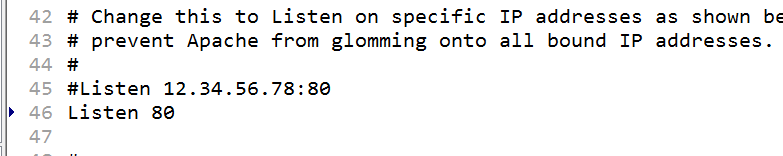 42 # Change this to Listen on specific IP addresses as shown
43 # prevent Apache from glomming onto all bound IP addresses.
44 #
45 #Listen 12.34.56.78:80
46 Listen 80
47